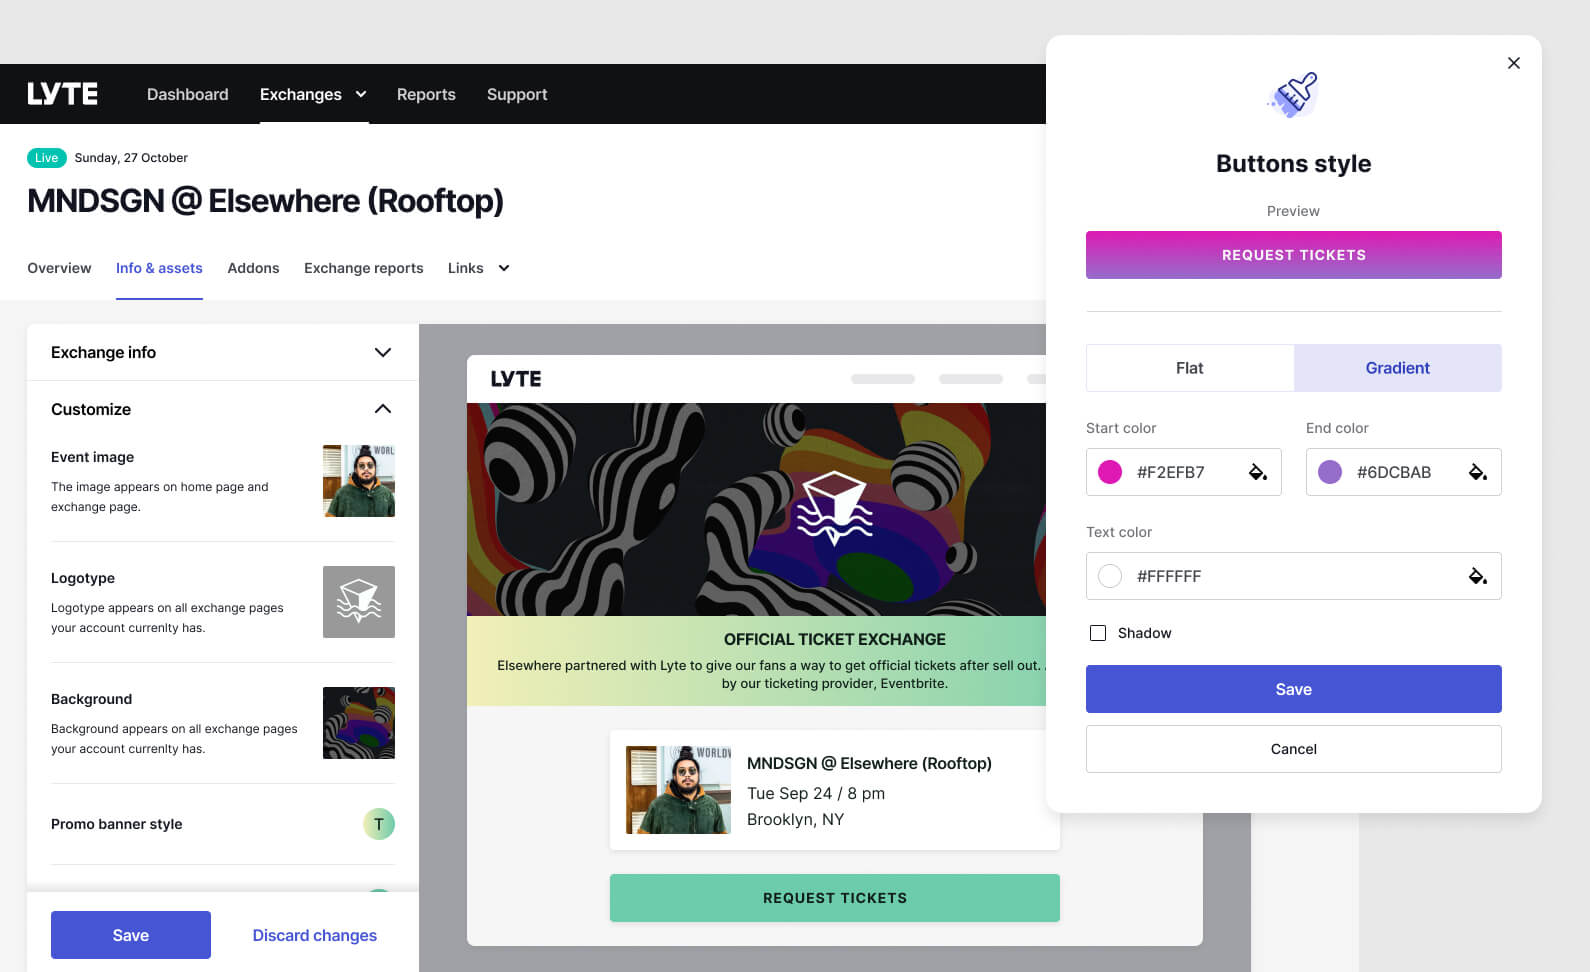 LYTE
Dashboard
Exchanges
Reports
Support
Live
Sunday, 27 October
MNDSGN @ Elsewhere (Rooftop)
Overview
Info & assets
Addons
Exchange reports
Links
Exchange info
Customize
Event image
The image appears on home page and
exchange page.
Logotype
Logotype appears on all exchange pages
your account currenlty has.
Background
Background appears on all exchange pages
your account currenlty has.
Promo banner style
T
Save
Discard changes
LYTE
OFFICIAL TICKET EXCHANGE
Elsewhere partnered with Lyte to give our fans a way to get official tickets after sell out.
by our ticketing provider, Eventbrite.
MNDSGN @ Elsewhere (Rooftop)
Tue Sep 24 / 8 pm
Brooklyn, NY
REQUEST TICKETS
Buttons style
Preview
REQUEST TICKETS
Flat
Gradient
Start color
End color
#F2EFB7
#6DCBAB
Text color
#FFFFFF
Shadow
Save
Cancel